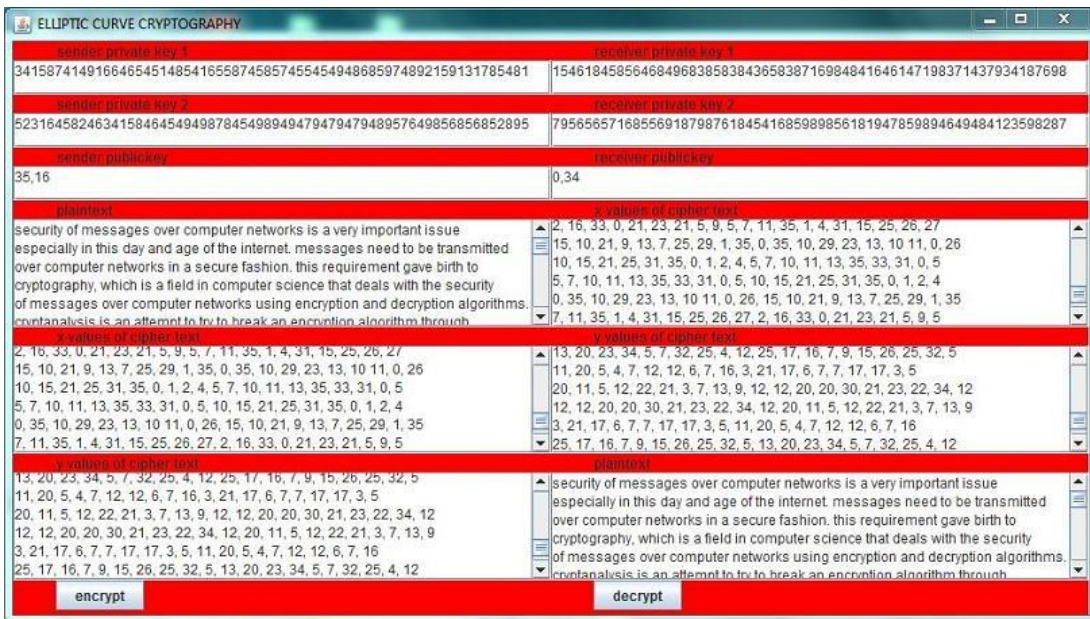 ELLIPTIC CURVE CRYPTOGRAPHY
sender private key 1
3415874149166465451485416558745857455454948685974892159131785481
receiver private key 1
1546184585646849683858384365838716984841646147198371437934187698
sender private key 2
5231645824634158464549498784549894947947947948957649856856852895
receiver private key 2
7956565716855691879876184541685989856181947859894649484123598287
sender publickey
35,16
receiver publickey
0,34
plaintext
security of messages over computer networks is a very important issue
especially in this day and age of the internet. messages need to be transmitted
over computer networks in a secure fashion. this requirement gave birth to
cryptography, which is a field in computer science that deals with the security
of messages over computer networks using encryption and decryption algorithms.
cryptanalysis is an attempt to try to break an encryption algorithm through
x values of cipher text
2, 16, 33, 0, 21, 23, 21, 5, 9, 5, 7, 11, 35, 1, 4, 31, 15, 25, 26, 27
15, 10, 21, 9, 13, 7, 25, 29, 1, 35, 0, 35, 10, 29, 23, 13, 10 11, 0, 26
10, 15, 21, 25, 31, 35, 0, 1, 2, 4, 5, 7, 10, 11, 13, 35, 33, 31, 0, 5
5, 7, 10, 11, 13, 35, 33, 31, 0, 5, 10, 15, 21, 25, 31, 35, 0, 1, 2, 4
0, 35, 10, 29, 23, 13, 10 11, 0, 26, 15, 10, 21, 9, 13, 7, 25, 29, 1, 35
7, 11, 35, 1, 4, 31, 15, 25, 26, 27, 2, 16, 33, 0, 21, 23, 21, 5, 9, 5
x values of cipher text
2, 16, 33, 0, 21, 23, 21, 5, 9, 5, 7, 11, 35, 1, 4, 31, 15, 25, 26, 27
15, 10, 21, 9, 13, 7, 25, 29, 1, 35, 0, 35, 10, 29, 23, 13, 10 11, 0, 26
10, 15, 21, 25, 31, 35, 0, 1, 2, 4, 5, 7, 10, 11, 13, 35, 33, 31, 0, 5
5, 7, 10, 11, 13, 35, 33, 31, 0, 5, 10, 15, 21, 25, 31, 35, 0, 1, 2, 4
0, 35, 10, 29, 23, 13, 10 11, 0, 26, 15, 10, 21, 9, 13, 7, 25, 29, 1, 35
7, 11, 35, 1, 4, 31, 15, 25, 26, 27, 2, 16, 33, 0, 21, 23, 21, 5, 9, 5
y values of cipher text
13, 20, 23, 34, 5, 7, 32, 25, 4, 12, 25, 17, 16, 7, 9, 15, 26, 25, 32, 5
11, 20, 5, 4, 7, 12, 12, 6, 7, 16, 3, 21, 17, 6, 7, 7, 17, 17, 3, 5
20, 11, 5, 12, 22, 21, 3, 7, 13, 9, 12, 12, 20, 20, 30, 21, 23, 22, 34, 12
12, 12, 20, 20, 30, 21, 23, 22, 34, 12, 20, 11, 5, 12, 22, 21, 3, 7, 13, 9
3, 21, 17, 6, 7, 7, 17, 17, 3, 5, 11, 20, 5, 4, 7, 12, 12, 6, 7, 16
25, 17, 16, 7, 9, 15, 26, 25, 32, 5, 13, 20, 23, 34, 5, 7, 32, 25, 4, 12
y values of cipher text
13, 20, 23, 34, 5, 7, 32, 25, 4, 12, 25, 17, 16, 7, 9, 15, 26, 25, 32, 5
11, 20, 5, 4, 7, 12, 12, 6, 7, 16, 3, 21, 17, 6, 7, 7, 17, 17, 3, 5
20, 11, 5, 12, 22, 21, 3, 7, 13, 9, 12, 12, 20, 20, 30, 21, 23, 22, 34, 12
12, 12, 20, 20, 30, 21, 23, 22, 34, 12, 20, 11, 5, 12, 22, 21, 3, 7, 13, 9
3, 21, 17, 6, 7, 7, 17, 17, 3, 5, 11, 20, 5, 4, 7, 12, 12, 6, 7, 16
25, 17, 16, 7, 9, 15, 26, 25, 32, 5, 13, 20, 23, 34, 5, 7, 32, 25, 4, 12
plaintext
security of messages over computer networks is a very important issue
especially in this day and age of the internet. messages need to be transmitted
over computer networks in a secure fashion. this requirement gave birth to
cryptography, which is a field in computer science that deals with the security
of messages over computer networks using encryption and decryption algorithms.
cryptanalysis is an attempt to try to break an encryption algorithm through
encrypt
decrypt